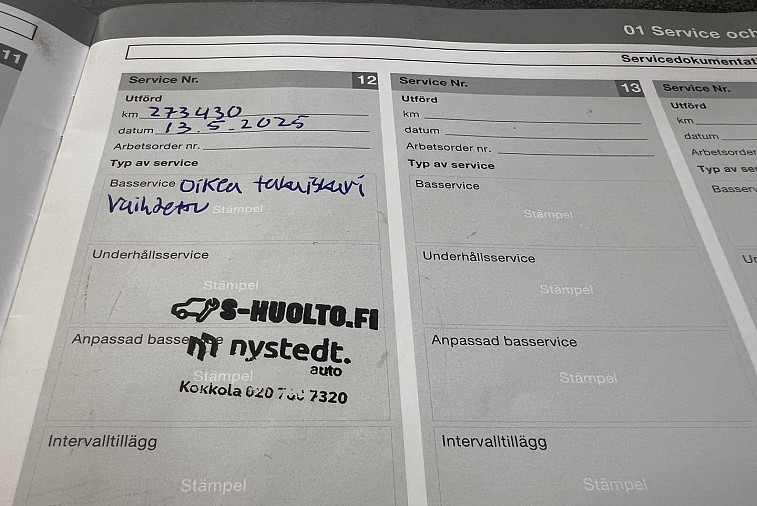 01 Service och
Servicedokumentat
11
Service Nr. 12
Utförd
km 273430
datum 13.5.2025
Arbetsorder nr.
Typ av service
Basservice Oikea takaiskari
Vaihdettu
Stämpel
Underhållsservice
Stämpel
S-HUOLTO.FI
Anpassad basse
nystedt.
auto
Stämpel
Kokkola 020 7320
Intervalltillägg
Stämpel
Service Nr. 13
Utförd
km
datum
Arbetsorder nr.
Typ av service
Basservice
Stämpel
Underhållsservice
Stämpel
Anpassad basservice
Stämpel
Intervalltillägg
Stämpel
Service Nr.
Utförd
km
datum
Arbetsorder
Typ av se
Basserv
Un